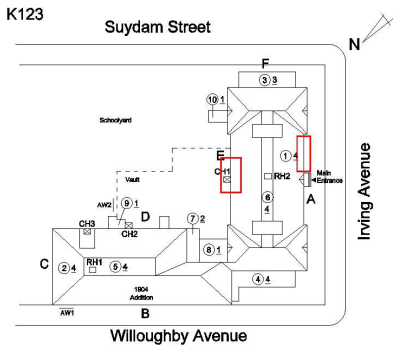 K123
Suydam Street
N
F
3 3
10 1
Schoolyard
E
1 4
Irving Avenue
Vault
CH1
RH2
Main Entrance
A
6
4
AW2
9 1
D
7 2
CH3
CH2
8 1
C
2 4
RH1
5 4
4 4
1904
Addition
AW1
B
Willoughby Avenue